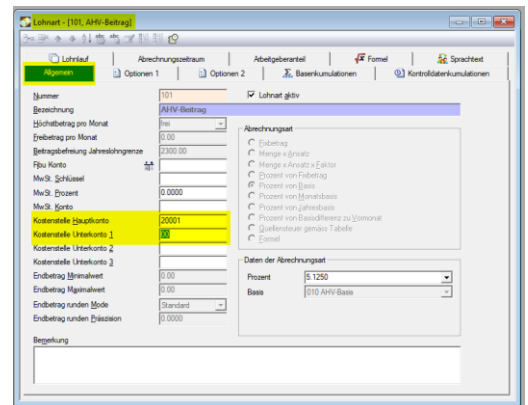 Lohnart - [101, AHV-Beitrag]
Lohnlauf Abrechnungszeitraum Arbeitgeberanteil Formel Sprachtext
Allgemein Optionen 1 Optionen 2 Basenkumulationen Kontrolldatenkumulationen
Nummer 101 Lohnart aktiv
Bezeichnung AHV-Beitrag
Höchstbetrag pro Monat frei
Freibetrag pro Monat 0.00
Beitragsbefreiung Jahreslohngrenze 2300.00
Fibu Konto
MwSt. Schlüssel
MwSt. Prozent 0.0000
MwSt. Konto
Kostenstelle Hauptkonto 20001
Kostenstelle Unterkonto 1 00
Kostenstelle Unterkonto 2
Kostenstelle Unterkonto 3
Endbetrag Minimalwert 0.00
Endbetrag Maximalwert 0.00
Endbetrag runden Mode Standard
Endbetrag runden Präzision 0.0000
Abrechnungsart
Fixbetrag
Menge x Ansatz
Menge x Ansatz x Faktor
Prozent von Fixbetrag
Prozent von Basis
Prozent von Monatsbasis
Prozent von Jahresbasis
Prozent von Basisdifferenz zu Vormonat
Quellensteuer gemäss Tabelle
Formel
Daten der Abrechnungsart
Prozent 5.1250
Basis 010 AHV-Basis
Bemerkung